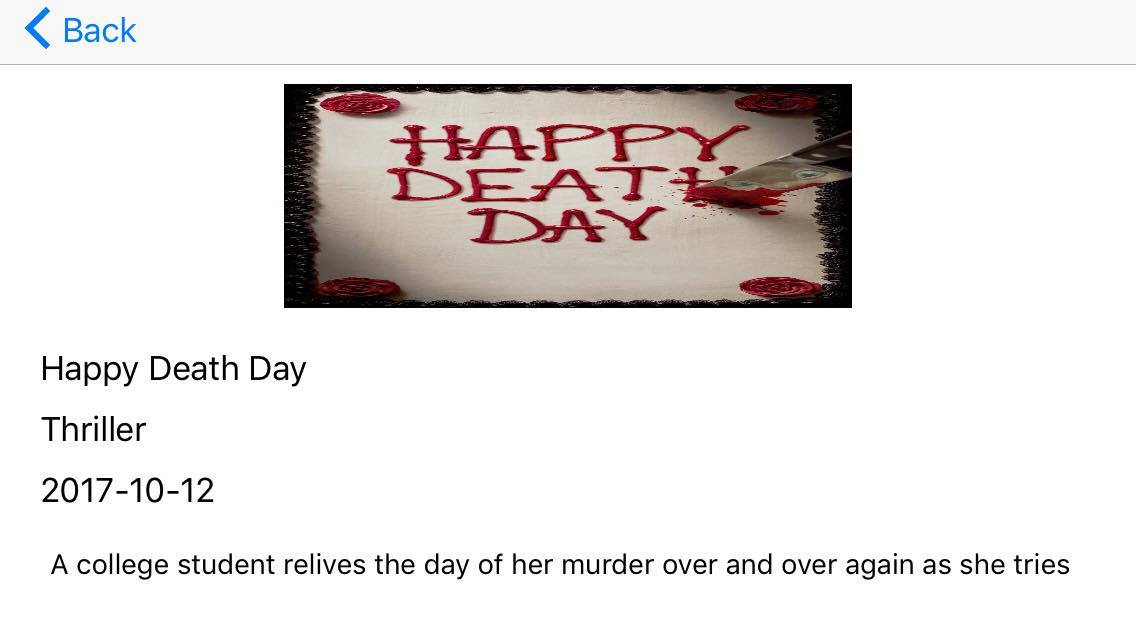 Back
HAPPY
DEATH
DAY
Happy Death Day
Thriller
2017-10-12
A college student relives the day of her murder over and over again as she tries